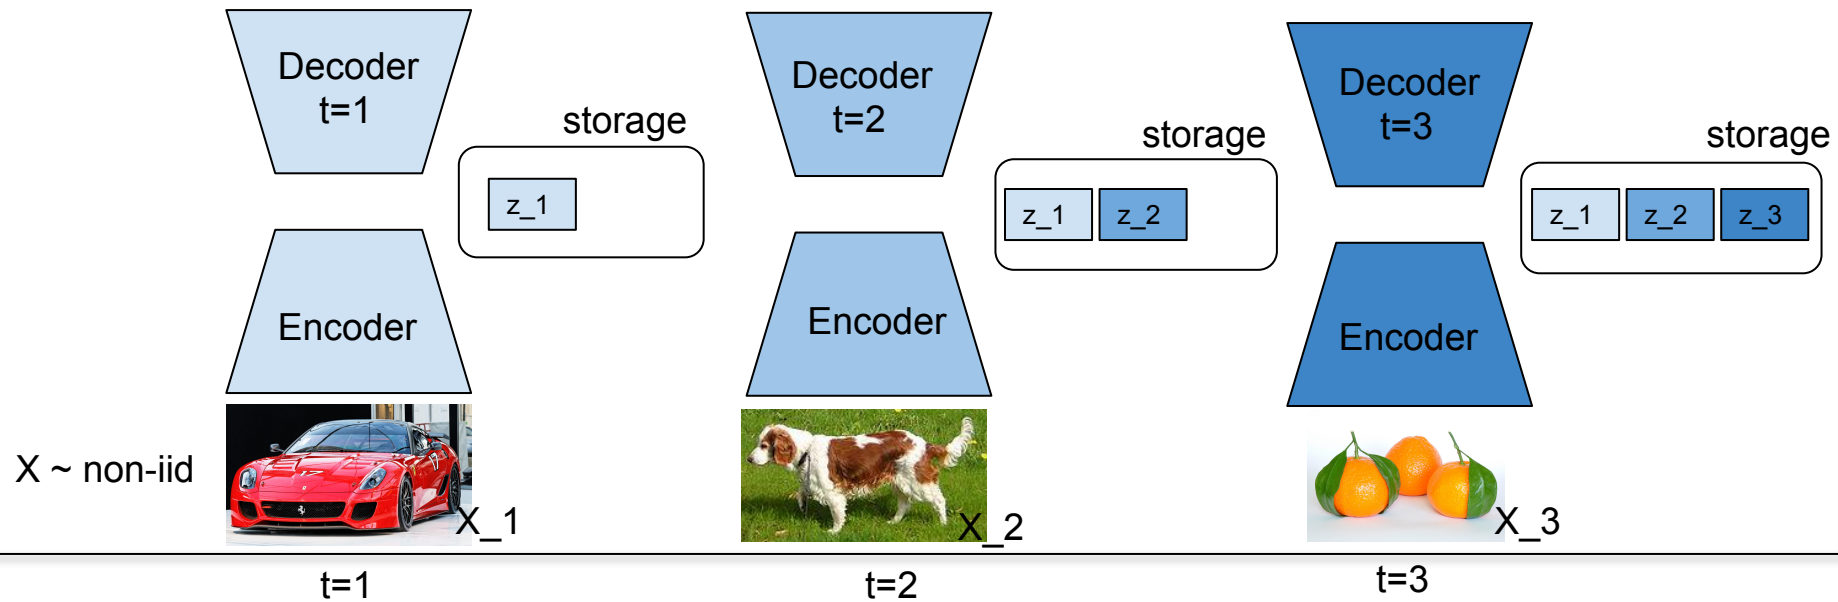 Decoder
t=1
storage
z_1
Encoder
Decoder
t=2
storage
z_1 z_2
Encoder
Decoder
t=3
storage
z_1 z_2 z_3
Encoder
X ~ non-iid
X_1
X_2
X_3
t=1
t=2
t=3